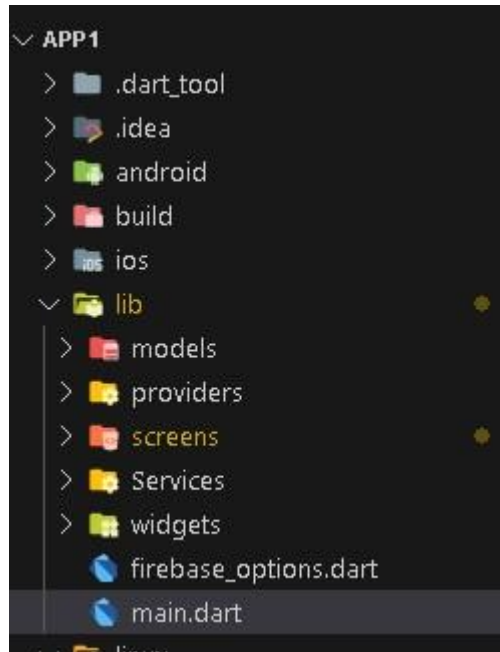 APP1
.dart_tool
.idea
android
build
ios
lib
models
providers
screens
Services
widgets
firebase_options.dart
main.dart